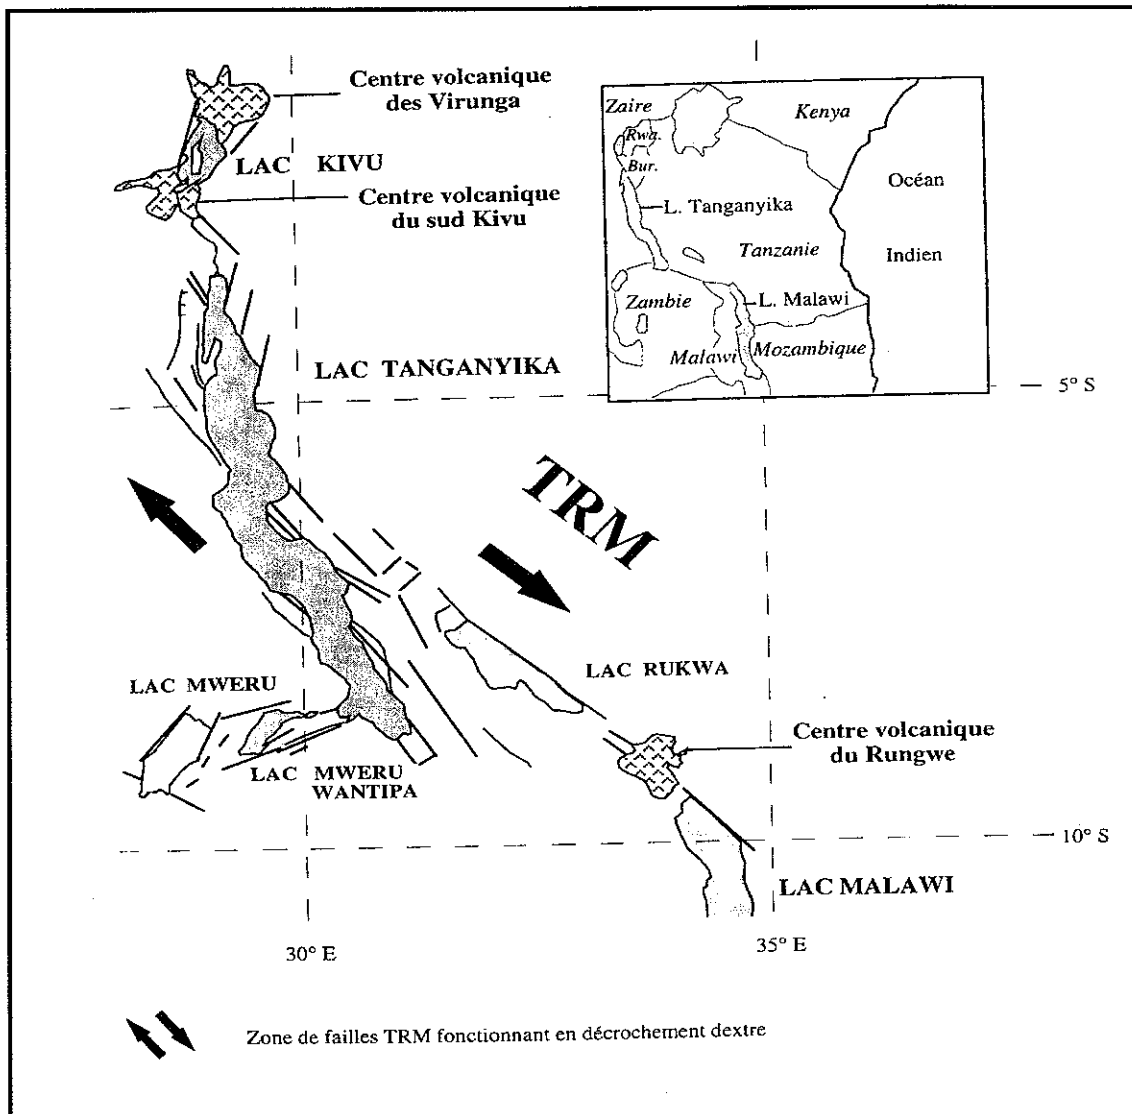 Centre volcanique
des Virunga
LAC KIVU
Centre volcanique
du sud Kivu
Zaire
Kenya
Rwa.
Bur.
Océan
L. Tanganyika
Tanzanie
Indien
Zambie
L. Malawi
Malawi
Mozambique
LAC TANGANYIKA
5° S
TRM
LAC RUKWA
LAC MWERU
Centre volcanique
du Rungwe
LAC MWERU
WANTIPA
10° S
LAC MALAWI
30° E
35° E
Zone de failles TRM fonctionnant en décrochement dextre